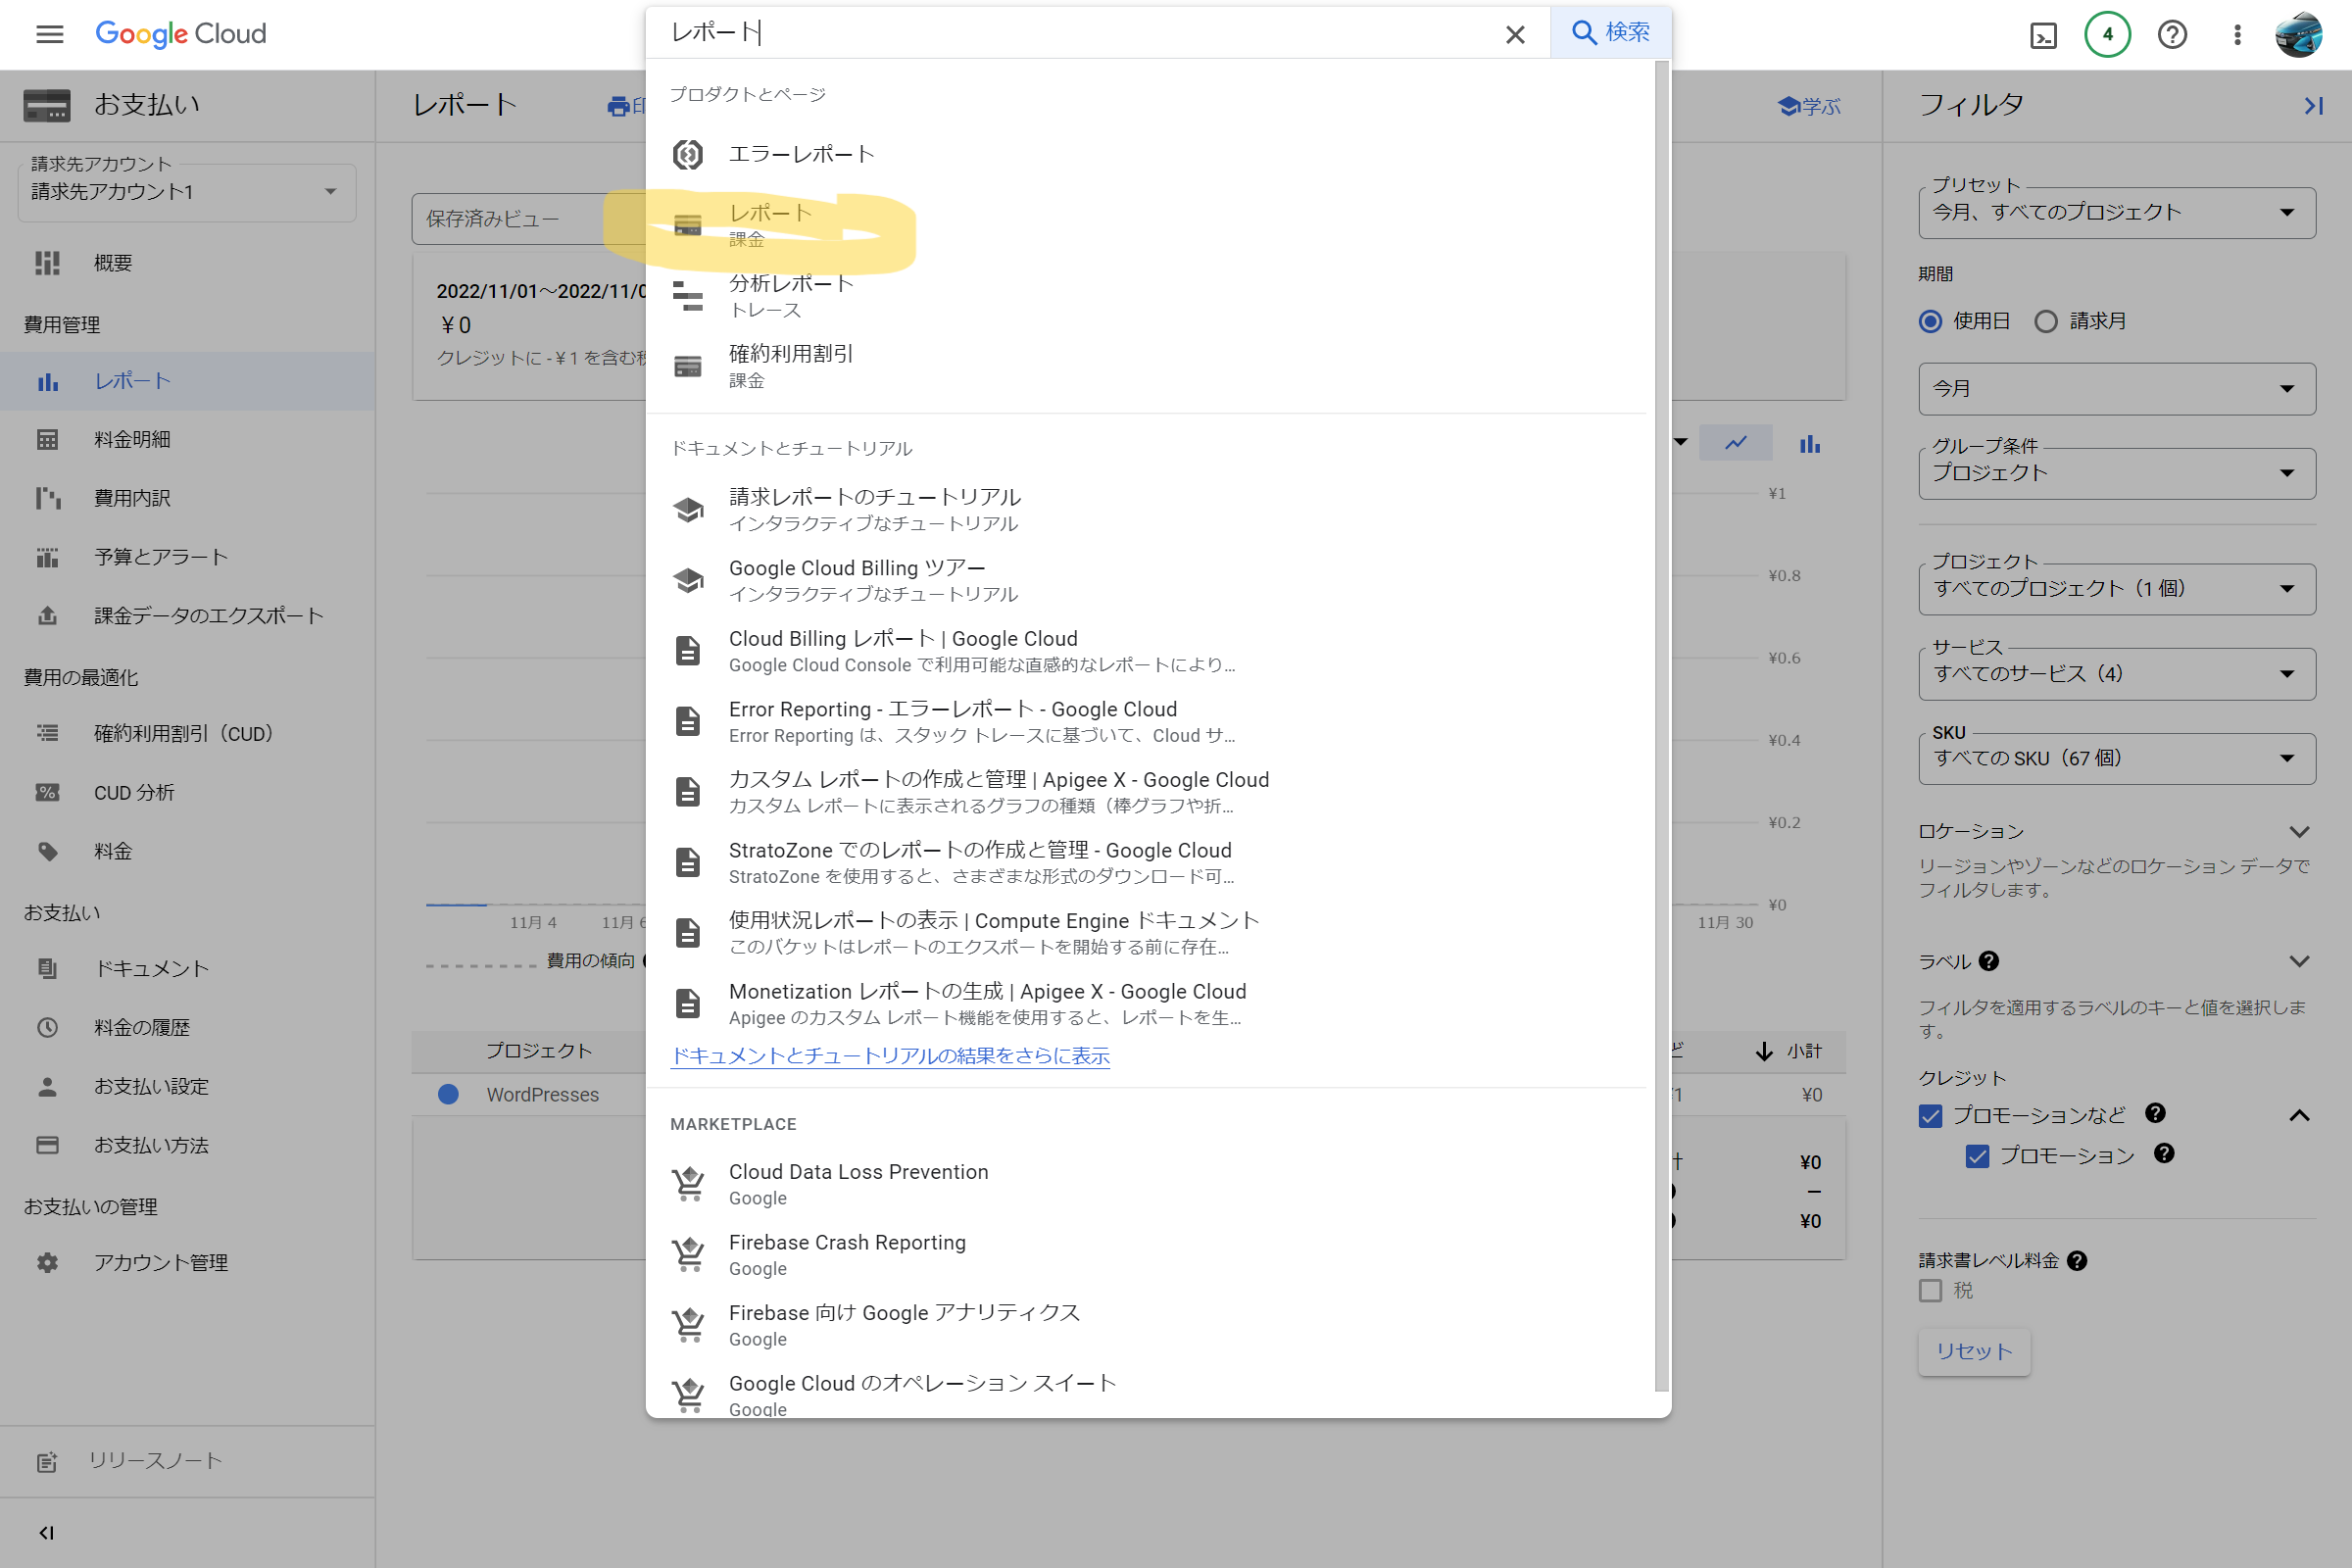 Google Cloud
レポート
検索
4
お支払い
レポート
学ぶ
フィルタ
請求先アカウント
請求先アカウント1
概要
費用管理
レポート
料金明細
費用内訳
予算とアラート
課金データのエクスポート
費用の最適化
確約利用割引（CUD）
CUD 分析
料金
お支払い
ドキュメント
料金の履歴
お支払い設定
お支払い方法
お支払いの管理
アカウント管理
リリースノート
保存済みビュー
2022/11/01～2022/11/0
￥0
クレジットに -￥1 を含む
11月 4
11月 6
費用の傾向
プロジェクト
WordPresses
プロダクトとページ
エラーレポート
レポート
課金
分析レポート
トレース
確約利用割引
課金
ドキュメントとチュートリアル
請求レポートのチュートリアル
インタラクティブなチュートリアル
Google Cloud Billing ツアー
インタラクティブなチュートリアル
Cloud Billing レポート | Google Cloud
Google Cloud Console で利用可能な直感的なレポートにより...
Error Reporting - エラーレポート - Google Cloud
Error Reporting は、スタック トレースに基づいて、Cloud サ...
カスタム レポートの作成と管理 | Apigee X - Google Cloud
カスタム レポートに表示されるグラフの種類（棒グラフや折...
StratoZone でのレポートの作成と管理 - Google Cloud
StratoZone を使用すると、さまざまな形式のダウンロード可...
使用状況レポートの表示 | Compute Engine ドキュメント
このバケットはレポートのエクスポートを開始する前に存在...
Monetization レポートの生成 | Apigee X - Google Cloud
Apigee のカスタム レポート機能を使用すると、レポートを生...
ドキュメントとチュートリアルの結果をさらに表示
MARKETPLACE
Cloud Data Loss Prevention
Google
Firebase Crash Reporting
Google
Firebase 向け Google アナリティクス
Google
Google Cloud のオペレーション スイート
Google
¥1
¥0.8
¥0.6
¥0.4
¥0.2
¥0
11月 30
小計
¥0
¥0
—
¥0
プリセット
今月、すべてのプロジェクト
期間
使用日
請求月
今月
グループ条件
プロジェクト
プロジェクト
すべてのプロジェクト（1 個）
サービス
すべてのサービス（4）
SKU
すべての SKU（67 個）
ロケーション
リージョンやゾーンなどのロケーション データで
フィルタします。
ラベル
フィルタを適用するラベルのキーと値を選択しま
す。
クレジット
プロモーションなど
プロモーション
請求書レベル料金
税
リセット